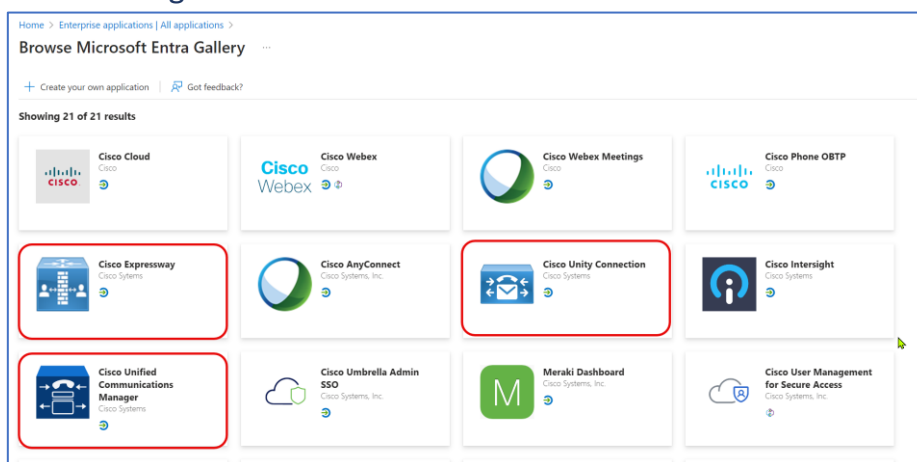 Home > Enterprise applications | All applications >
Browse Microsoft Entra Gallery ...
+ Create your own application | Got feedback?
Showing 21 of 21 results
CISCO
Cisco Cloud
Cisco
Cisco Webex
Cisco Webex
Cisco
Cisco Webex Meetings
Cisco
CISCO
Cisco Phone OBTP
Cisco
Cisco Expressway
Cisco Sytems
Cisco AnyConnect
Cisco Systems, Inc.
Cisco Unity Connection
Cisco Systems
Cisco Intersight
Cisco Systems
Cisco Unified
Communications
Manager
Cisco Systems
Cisco Umbrella Admin
SSO
Cisco Systems, Inc.
M
Meraki Dashboard
Cisco Systems, Inc.
Cisco User Management
for Secure Access
Cisco Systems, Inc.